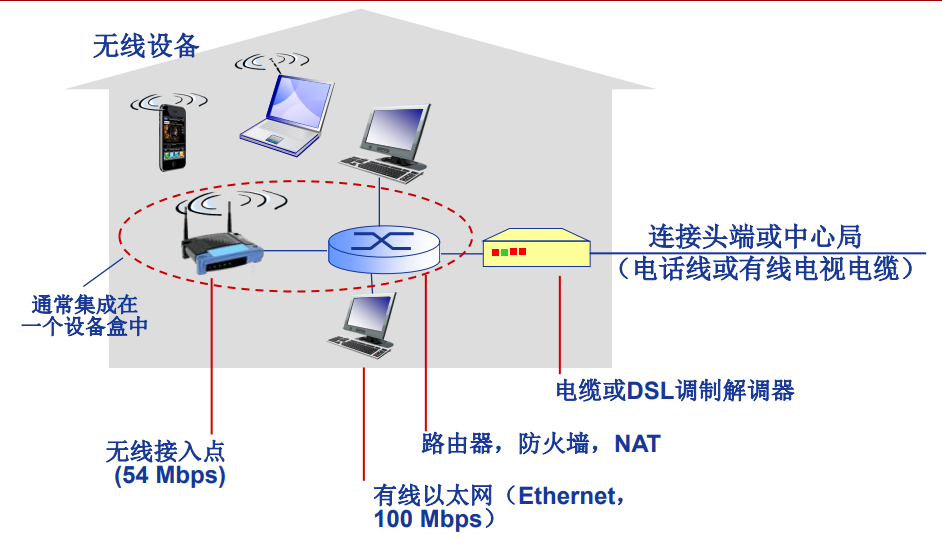 无线设备
连接头端或中心局
（电话线或有线电视电缆）
通常集成在
一个设备盒中
电缆或DSL调制解调器
无线接入点
(54 Mbps)
路由器，防火墙，NAT
有线以太网（Ethernet，
100 Mbps）